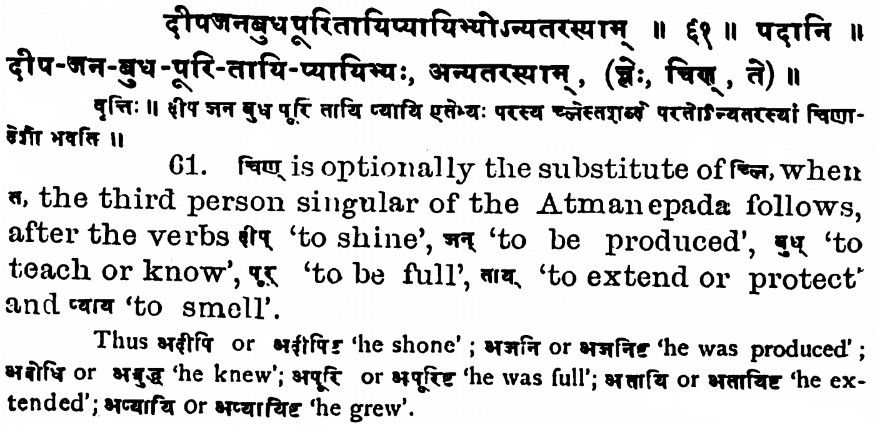 दीपजनबुधपूरितायिप्यायिभ्योऽन्यतरस्याम् ॥ ६१ ॥ पदानि ॥
दीप-जन-बुध-पूरि-तायि-प्यायिभ्यः, अन्यतरस्याम्, (च्लेः, चिण्, ते) ॥
वृत्तिः ॥ दीप जन बुध पूरि तायि प्यायि एतेभ्यः परस्य च्लेस्तशब्दे परतोऽन्यतरस्यां चिणा-
देशो भवति ॥
61. चिण् is optionally the substitute of च्लि, when
त, the third person singular of the Atmanepada follows,
after the verbs दीप् 'to shine', जन् 'to be produced', बुध् 'to
teach or know', पूर् 'to be full', ताय् 'to extend or protect'
and प्याय 'to smell'.
Thus अदीपि or अदीपिष्ट 'he shone'; अजनि or अजनिष्ट 'he was produced';
अबोधि or अबुद्ध 'he knew'; अपूरि or अपूरिष्ट 'he was full'; अतायि or अतायिष्ट 'he ex-
tended'; अप्यायि or अप्यायिष्ट 'he grew'.